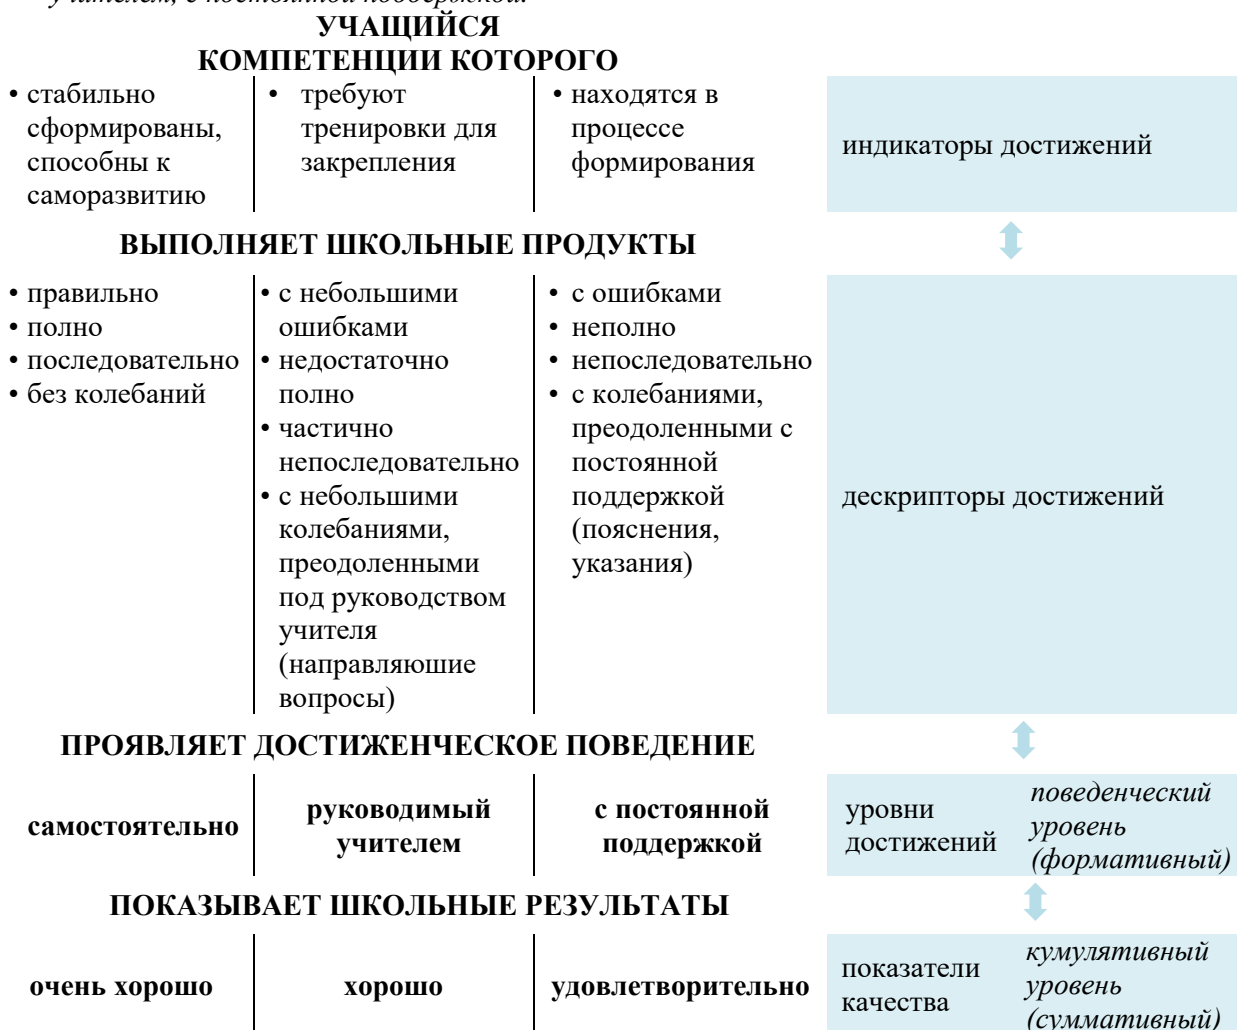 учителем, с постоянной поддержкой.
УЧАЩИЙСЯ
КОМПЕТЕНЦИИ КОТОРОГО
• стабильно
сформированы,
способны к
саморазвитию
• требуют
тренировки для
закрепления
• находятся в
процессе
формирования
индикаторы достижений
ВЫПОЛНЯЕТ ШКОЛЬНЫЕ ПРОДУКТЫ
• правильно
• полно
• последовательно
• без колебаний
• с небольшими
ошибками
• недостаточно
полно
• частично
непоследовательно
• с небольшими
колебаниями,
преодоленными
под руководством
учителя
(направляюшие
вопросы)
• с ошибками
• неполно
• непоследовательно
• с колебаниями,
преодоленными с
постоянной
поддержкой
(пояснения,
указания)
дескрипторы достижений
ПРОЯВЛЯЕТ ДОСТИЖЕНЧЕСКОЕ ПОВЕДЕНИЕ
самостоятельно
руководимый
учителем
с постоянной
поддержкой
уровни
достижений
поведенческий
уровень
(формативный)
ПОКАЗЫВАЕТ ШКОЛЬНЫЕ РЕЗУЛЬТАТЫ
очень хорошо
хорошо
удовлетворительно
показатели
качества
кумулятивный
уровень
(суммативный)